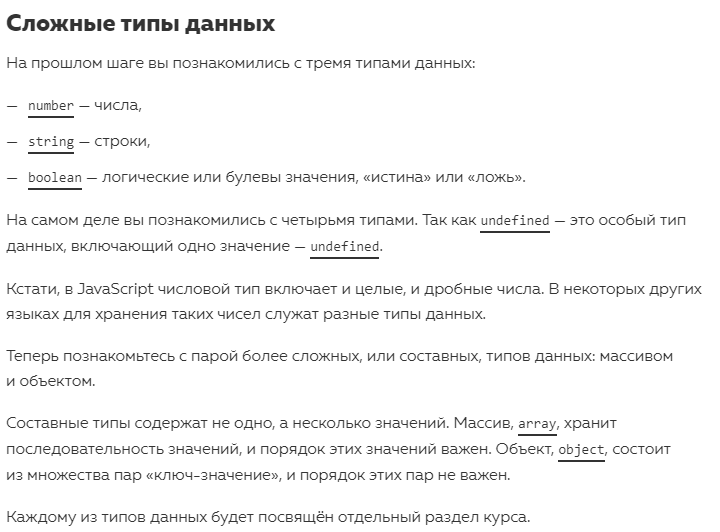 Сложные типы данных
На прошлом шаге вы познакомились с тремя типами данных:
— number — числа,
— string — строки,
— boolean — логические или булевы значения, «истина» или «ложь».
На самом деле вы познакомились с четырьмя типами. Так как undefined — это особый тип
данных, включающий одно значение — undefined.
Кстати, в JavaScript числовой тип включает и целые, и дробные числа. В некоторых других
языках для хранения таких чисел служат разные типы данных.
Теперь познакомьтесь с парой более сложных, или составных, типов данных: массивом
и объектом.
Составные типы содержат не одно, а несколько значений. Массив, array, хранит
последовательность значений, и порядок этих значений важен. Объект, object, состоит
из множества пар «ключ-значение», и порядок этих пар не важен.
Каждому из типов данных будет посвящён отдельный раздел курса.